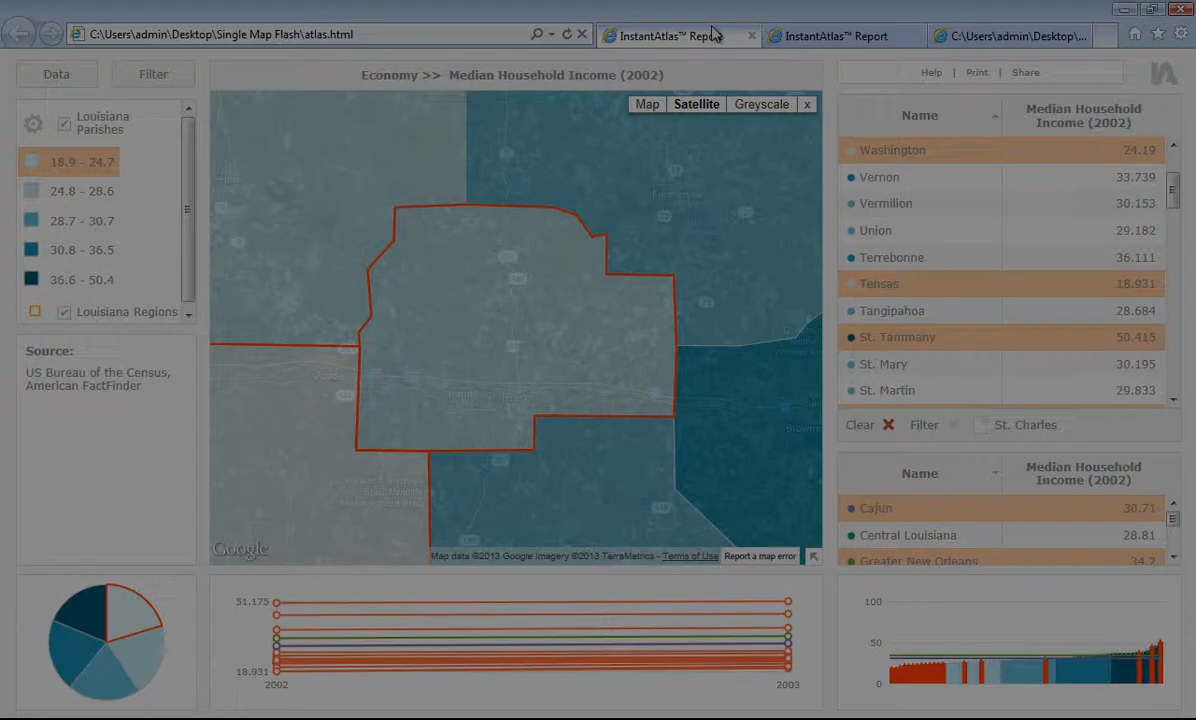 C:\Users\admin\Desktop\Single Map Flash\atlas.html
InstantAtlas™ Report
InstantAtlas™ Report
C:\Users\admin\Desktop\...
Data
Filter
Economy >> Median Household Income (2002)
Help | Print | Share
Map
Satellite
Greyscale
x
Louisiana
Parishes
18.9 - 24.7
24.8 - 28.6
28.7 - 30.7
30.8 - 36.5
36.6 - 50.4
Louisiana Regions
Source:
US Bureau of the Census,
American FactFinder
Google
Map data ©2013 Google Imagery ©2013 TerraMetrics - Terms of Use
Report a map error
Name
Median Household
Income (2002)
Washington 24.19
Vernon 33.739
Vermilion 30.153
Union 29.182
Terrebonne 36.111
Tensas 18.931
Tangipahoa 28.684
St. Tammany 50.415
St. Mary 30.195
St. Martin 29.833
Clear
Filter
St. Charles
Name
Median Household
Income (2002)
Cajun 30.71
Central Louisiana 28.81
Greater New Orleans 34.2
51.175
18.931
2002
2003
100
50
0